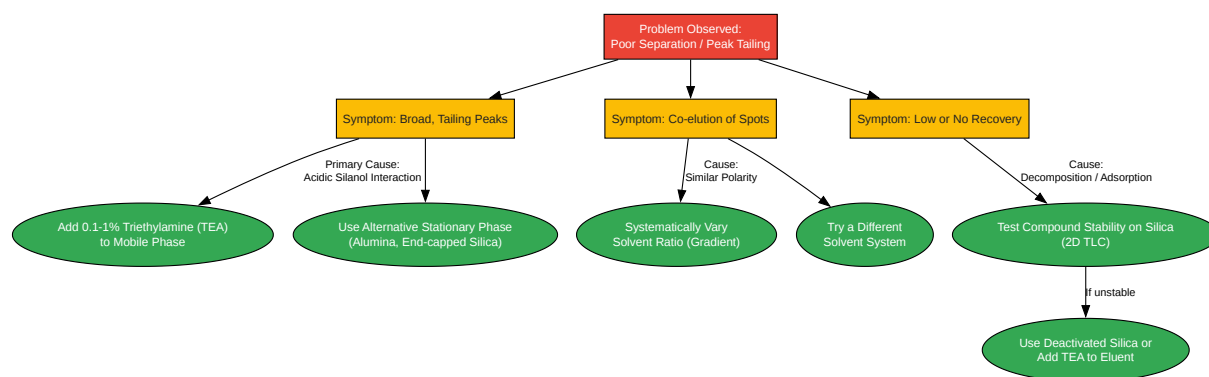 Problem Observed:
Poor Separation / Peak Tailing
Symptom: Broad, Tailing Peaks
Symptom: Co-elution of Spots
Symptom: Low or No Recovery
Primary Cause:
Acidic Silanol Interaction
Cause:
Similar Polarity
Cause:
Decomposition / Adsorption
Add 0.1-1% Triethylamine (TEA)
to Mobile Phase
Use Alternative Stationary Phase
(Alumina, End-capped Silica)
Systematically Vary
Solvent Ratio (Gradient)
Try a Different
Solvent System
Test Compound Stability on Silica
(2D TLC)
If unstable
Use Deactivated Silica or
Add TEA to Eluent